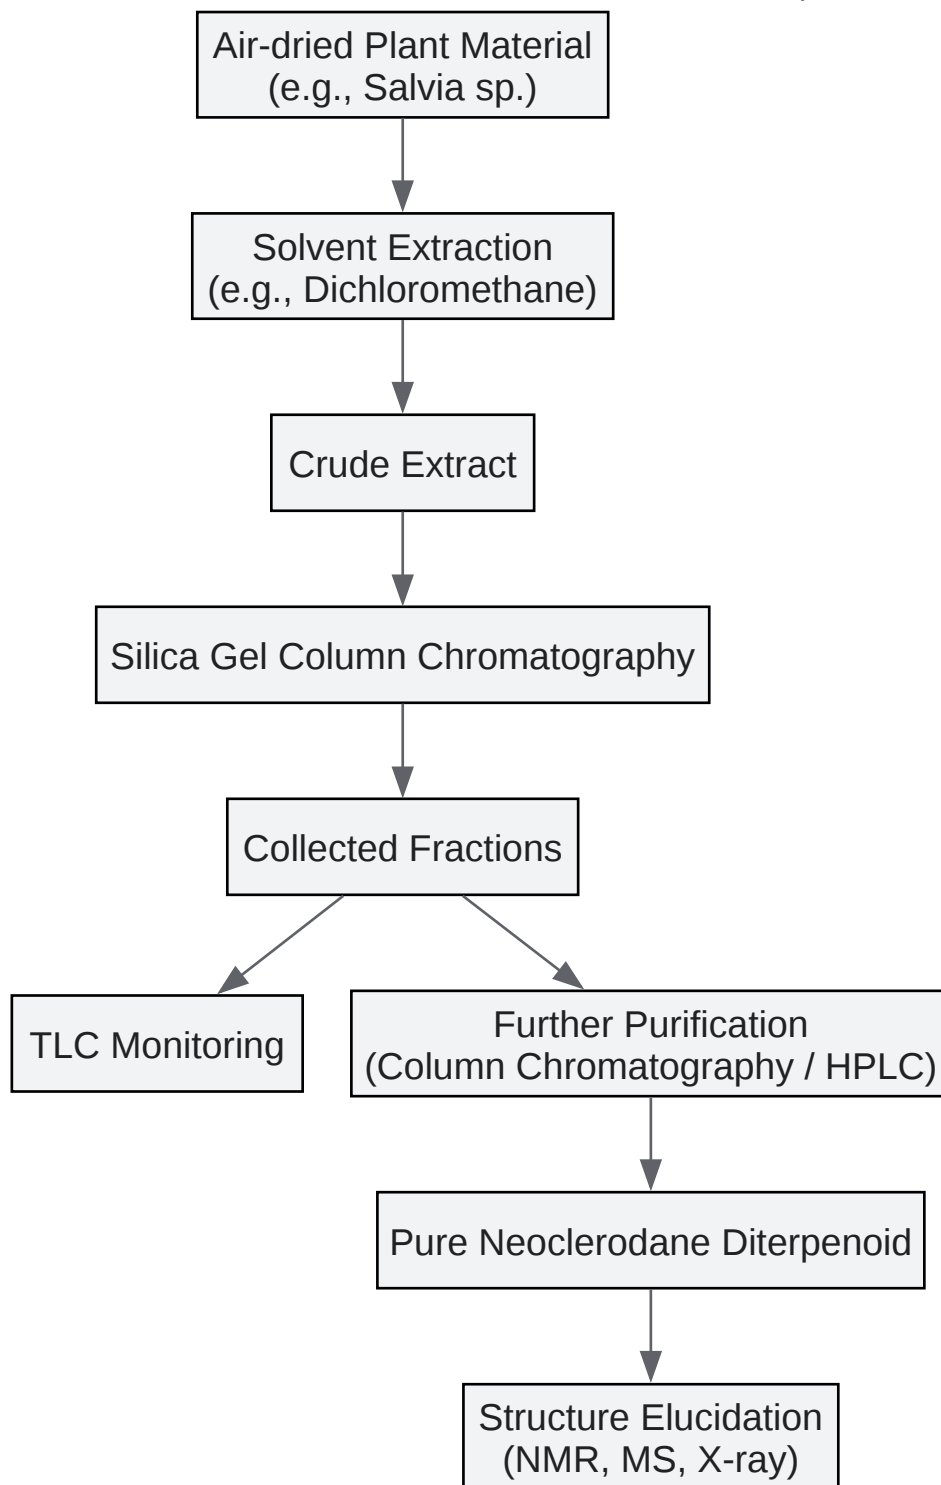 Air-dried Plant Material
(e.g., Salvia sp.)
Solvent Extraction
(e.g., Dichloromethane)
Crude Extract
Silica Gel Column Chromatography
Collected Fractions
TLC Monitoring
Further Purification
(Column Chromatography / HPLC)
Pure Neoclerodane Diterpenoid
Structure Elucidation
(NMR, MS, X-ray)